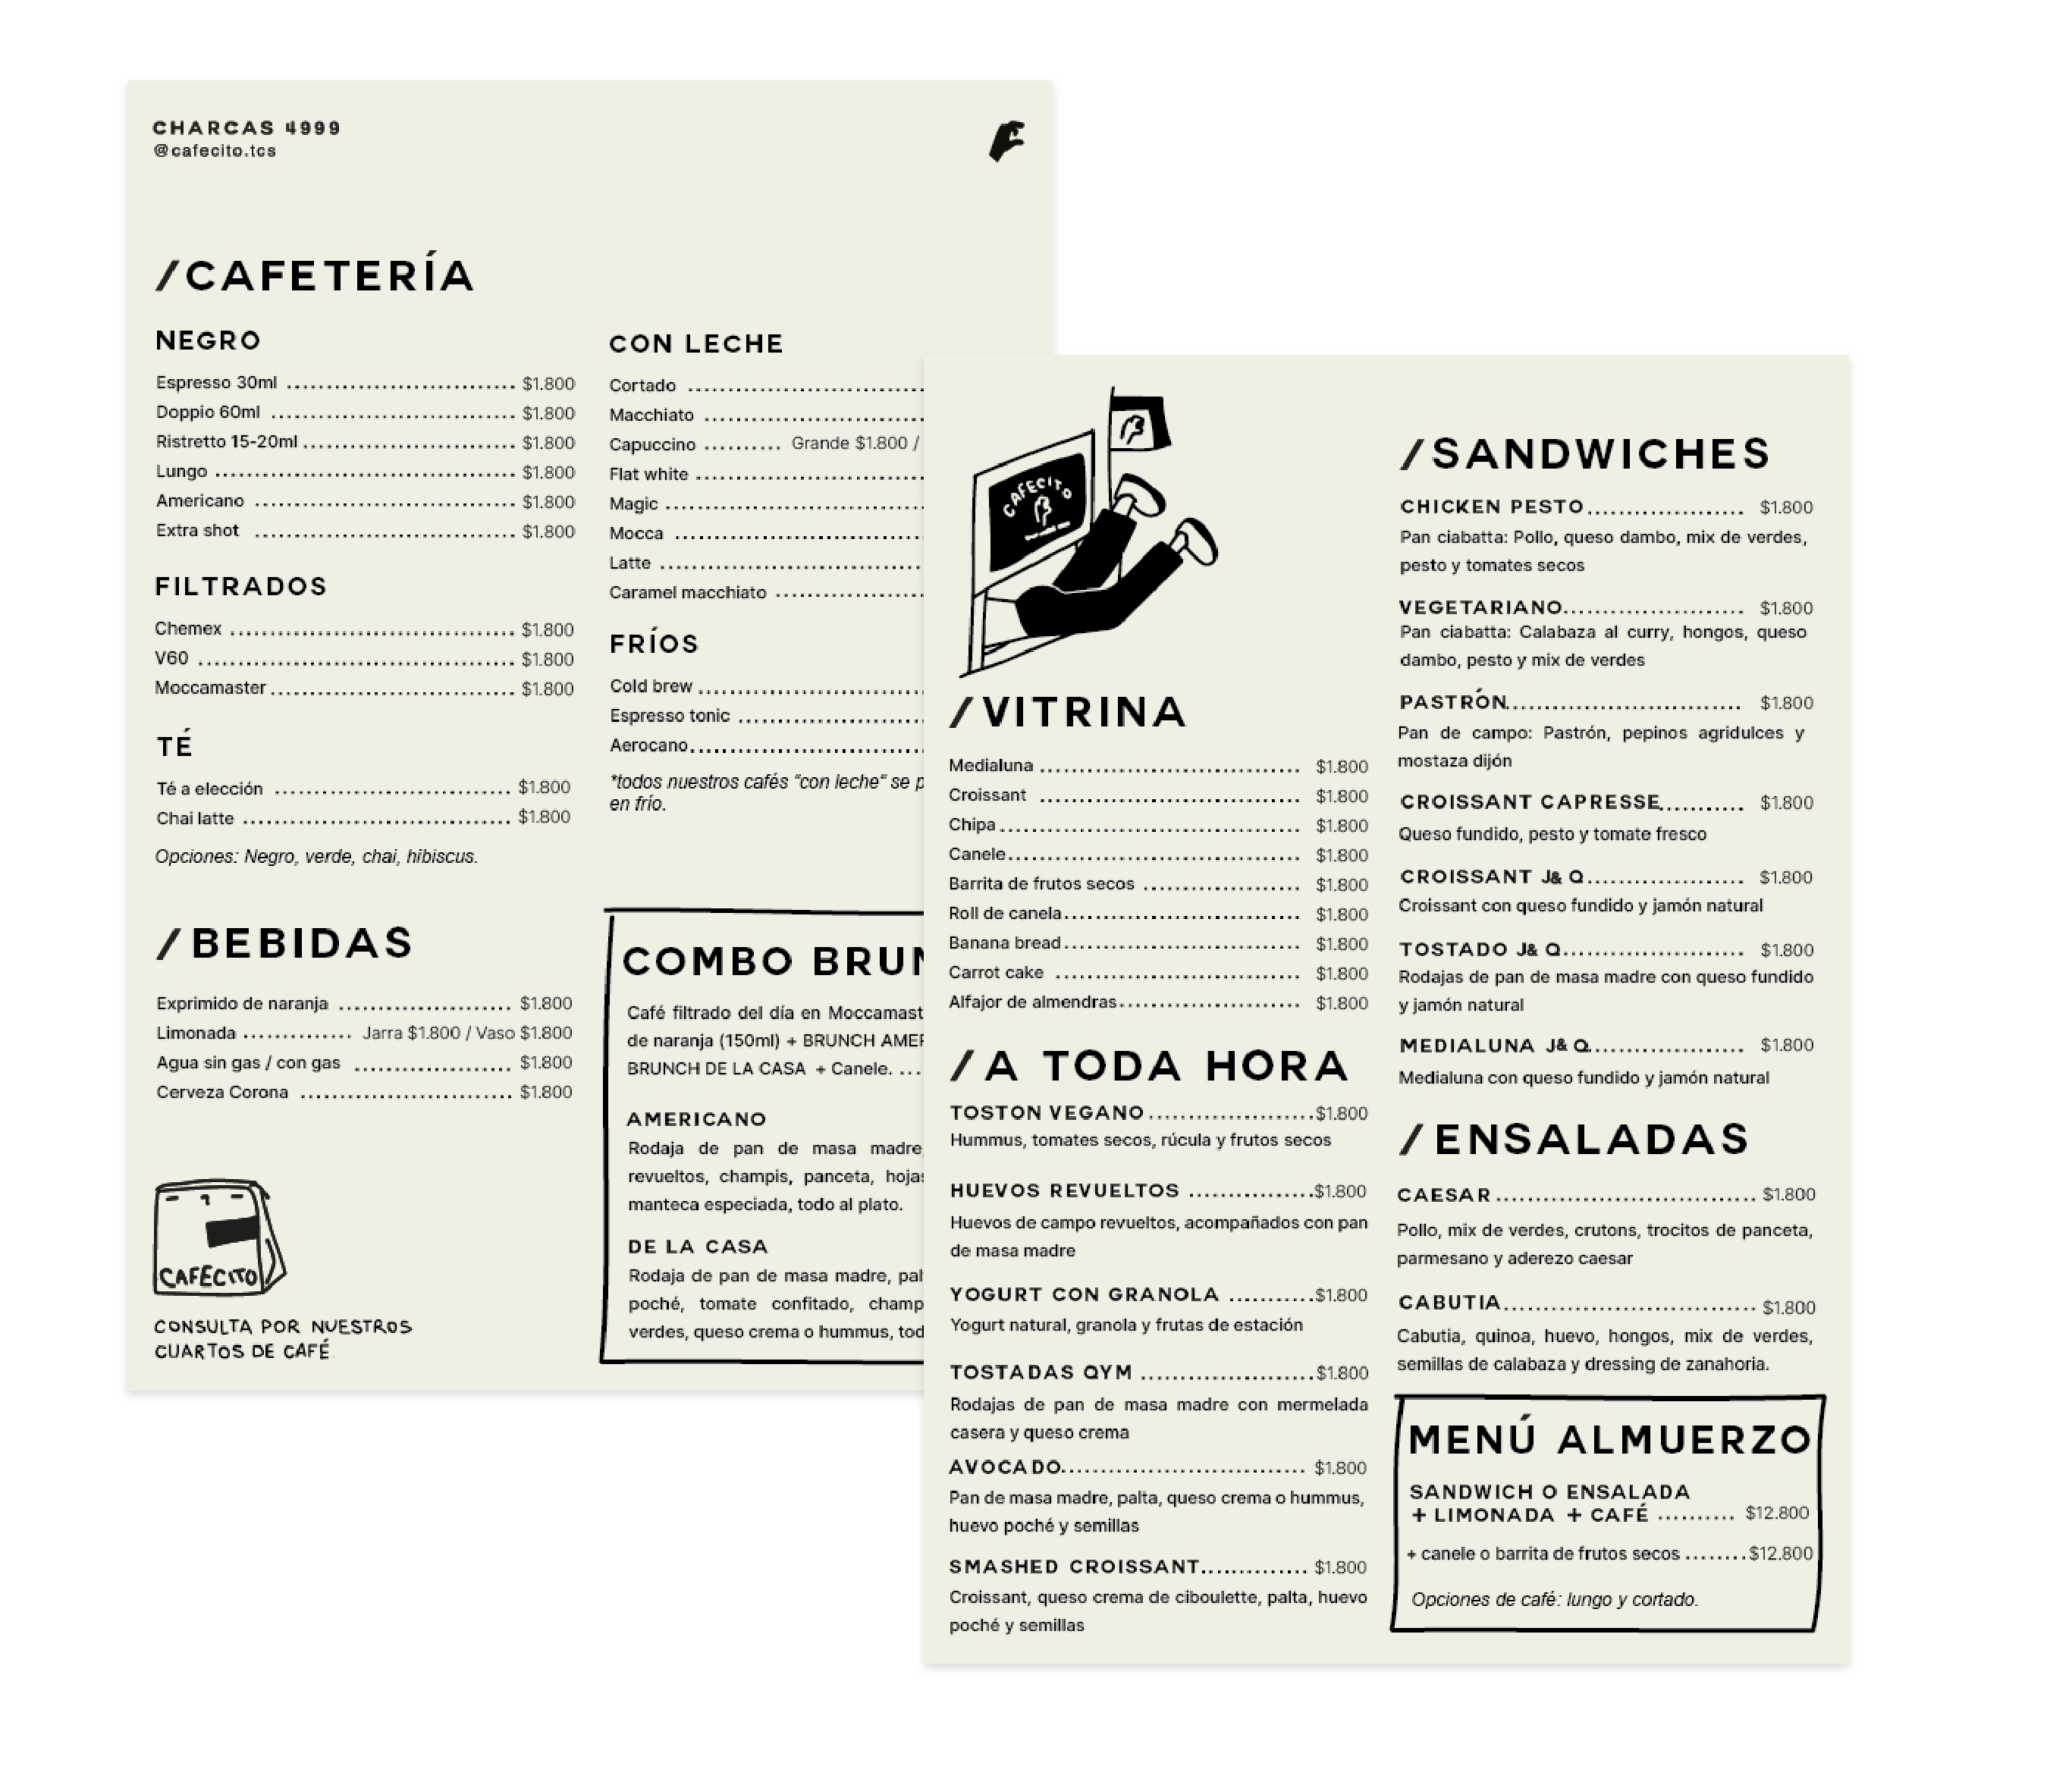 CHARCAS 4999
@cafecito.tcs
/CAFETERÍA
NEGRO
Espresso 30ml ........ $1.800
Doppio 60ml ........ $1.800
Ristretto 15-20ml ........ $1.800
Lungo ........ $1.800
Americano ........ $1.800
Extra shot ........ $1.800
FILTRADOS
Chemex ........ $1.800
V60 ........ $1.800
Moccamaster ........ $1.800
TÉ
Té a elección ........ $1.800
Chai latte ........ $1.800
Opciones: Negro, verde, chai, hibiscus.
/BEBIDAS
Exprimido de naranja ........ $1.800
Limonada ........ Jarra $1.800 / Vaso $1.800
Agua sin gas / con gas ........ $1.800
Cerveza Corona ........ $1.800
CAFECITO
CONSULTA POR NUESTROS
CUARTOS DE CAFÉ
CON LECHE
Cortado ........
Macchiato ........
Capuccino ........ Grande $1.800 /
Flat white ........
Magic ........
Mocca ........
Latte ........
Caramel macchiato ........
FRÍOS
Cold brew ........
Espresso tonic ........
Aerocano ........
*todos nuestros cafés "con leche" se p
en frío.
COMBO BRUN
Café filtrado del día en Moccamast
de naranja (150ml) + BRUNCH AMER
BRUNCH DE LA CASA + Canele. ...
AMERICANO
Rodaja de pan de masa madre,
revueltos, champis, panceta, hojas
manteca especiada, todo al plato.
DE LA CASA
Rodaja de pan de masa madre, pal
poché, tomate confitado, champ
verdes, queso crema o hummus, tod
CAFECITO
/VITRINA
Medialuna ........ $1.800
Croissant ........ $1.800
Chipa ........ $1.800
Canele ........ $1.800
Barrita de frutos secos ........ $1.800
Roll de canela ........ $1.800
Banana bread ........ $1.800
Carrot cake ........ $1.800
Alfajor de almendras ........ $1.800
/A TODA HORA
TOSTON VEGANO ........ $1.800
Hummus, tomates secos, rúcula y frutos secos
HUEVOS REVUELTOS ........ $1.800
Huevos de campo revueltos, acompañados con pan
de masa madre
YOGURT CON GRANOLA ........ $1.800
Yogurt natural, granola y frutas de estación
TOSTADAS QYM ........ $1.800
Rodajas de pan de masa madre con mermelada
casera y queso crema
AVOCADO ........ $1.800
Pan de masa madre, palta, queso crema o hummus,
huevo poché y semillas
SMASHED CROISSANT ........ $1.800
Croissant, queso crema de ciboulette, palta, huevo
poché y semillas
/SANDWICHES
CHICKEN PESTO ........ $1.800
Pan ciabatta: Pollo, queso dambo, mix de verdes,
pesto y tomates secos
VEGETARIANO ........ $1.800
Pan ciabatta: Calabaza al curry, hongos, queso
dambo, pesto y mix de verdes
PASTRÓN ........ $1.800
Pan de campo: Pastrón, pepinos agridulces y
mostaza dijón
CROISSANT CAPRESSE ........ $1.800
Queso fundido, pesto y tomate fresco
CROISSANT J& Q ........ $1.800
Croissant con queso fundido y jamón natural
TOSTADO J& Q ........ $1.800
Rodajas de pan de masa madre con queso fundido
y jamón natural
MEDIALUNA J& Q ........ $1.800
Medialuna con queso fundido y jamón natural
/ENSALADAS
CAESAR ........ $1.800
Pollo, mix de verdes, crutons, trocitos de panceta,
parmesano y aderezo caesar
CABUTIA ........ $1.800
Cabutia, quinoa, huevo, hongos, mix de verdes,
semillas de calabaza y dressing de zanahoria.
MENÚ ALMUERZO
SANDWICH O ENSALADA
+ LIMONADA + CAFÉ ........ $12.800
+ canele o barrita de frutos secos ........ $12.800
Opciones de café: lungo y cortado.